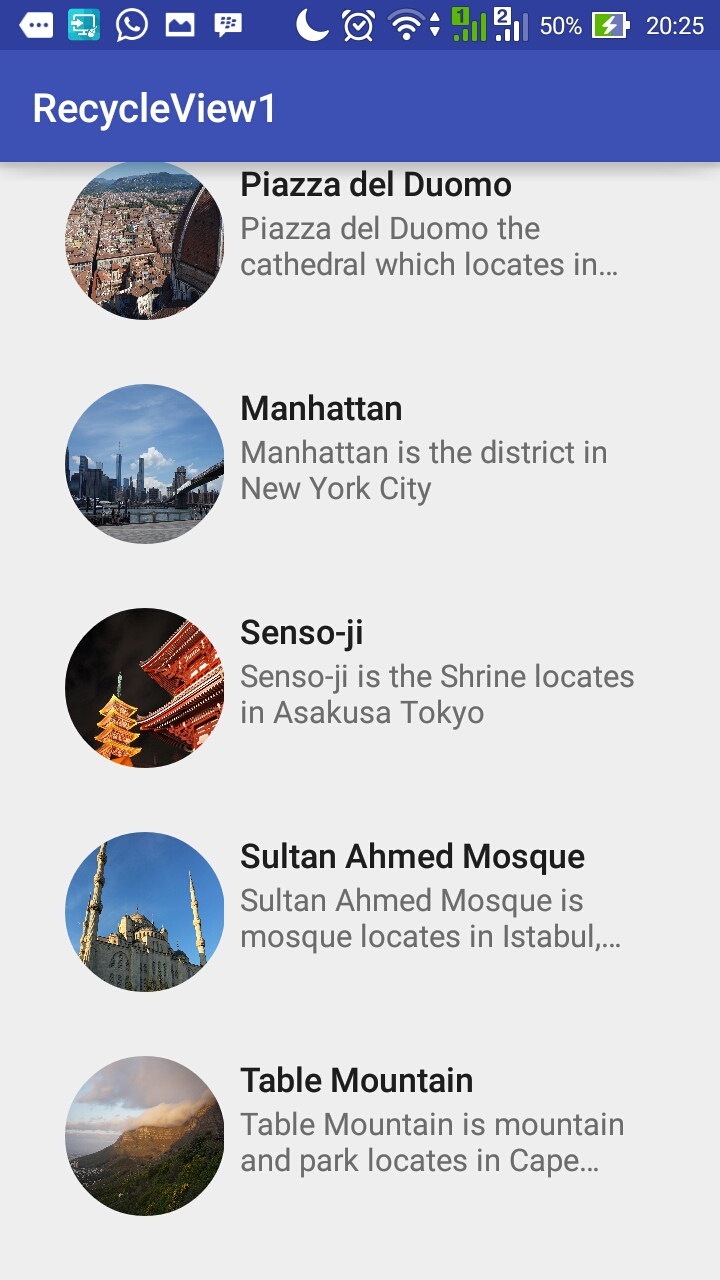 1 2 50% 20:25
RecycleView1
Piazza del Duomo
Piazza del Duomo the
cathedral which locates in...
Manhattan
Manhattan is the district in
New York City
Senso-ji
Senso-ji is the Shrine locates
in Asakusa Tokyo
Sultan Ahmed Mosque
Sultan Ahmed Mosque is
mosque locates in Istabul,...
Table Mountain
Table Mountain is mountain
and park locates in Cape...